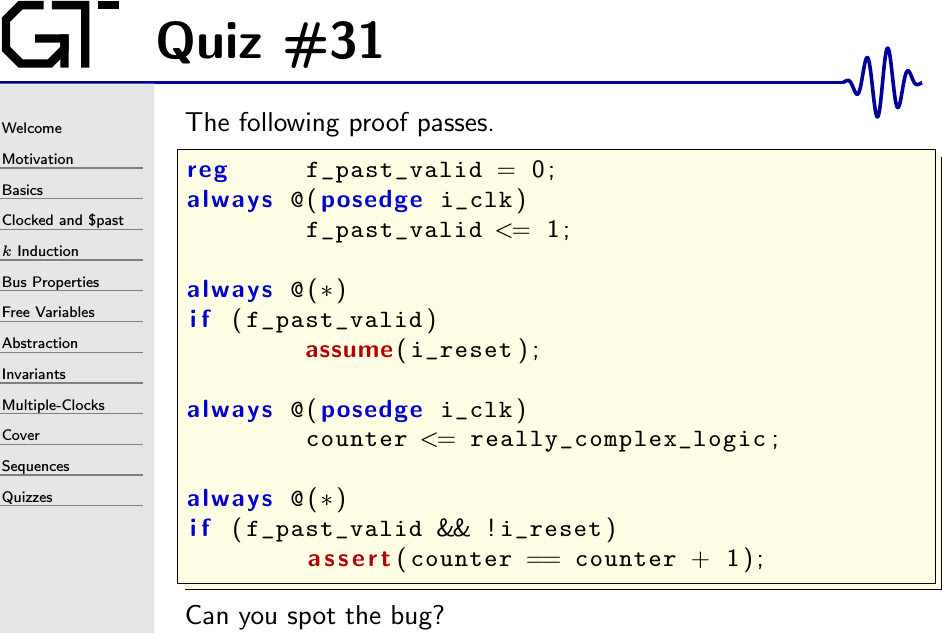 GT Quiz #31
Welcome
Motivation
Basics
Clocked and $past
k Induction
Bus Properties
Free Variables
Abstraction
Invariants
Multiple-Clocks
Cover
Sequences
Quizzes
The following proof passes.
reg f_past_valid = 0;
always @(posedge i_clk)
f_past_valid <= 1;
always @(*)
if (f_past_valid)
assume(i_reset);
always @(posedge i_clk)
counter <= really_complex_logic;
always @(*)
if (f_past_valid && !i_reset)
assert(counter == counter + 1);
Can you spot the bug?